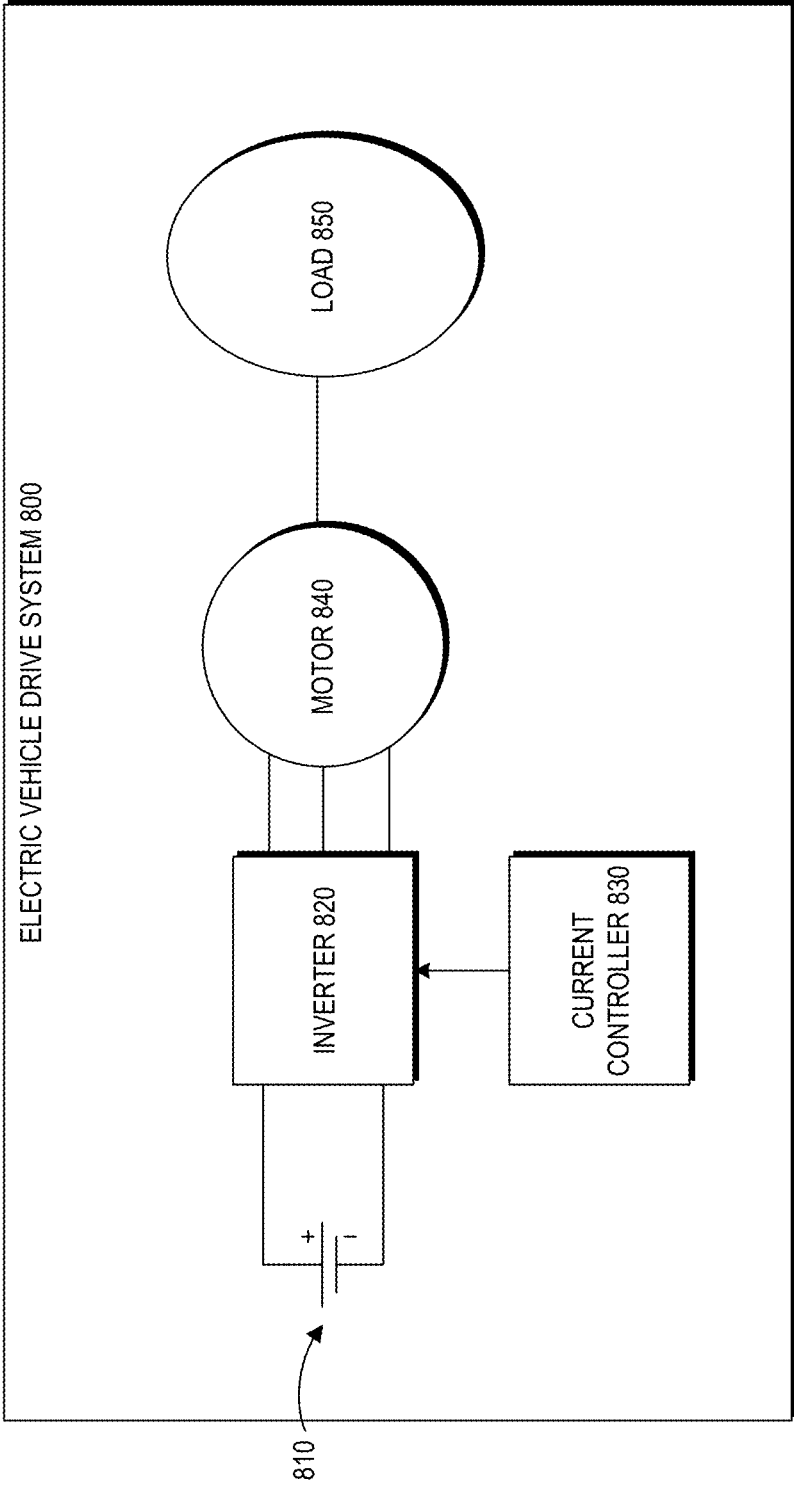 ELECTRIC VEHICLE DRIVE SYSTEM 800
810
+
–
INVERTER 820
MOTOR 840
LOAD 850
CURRENT
CONTROLLER 830